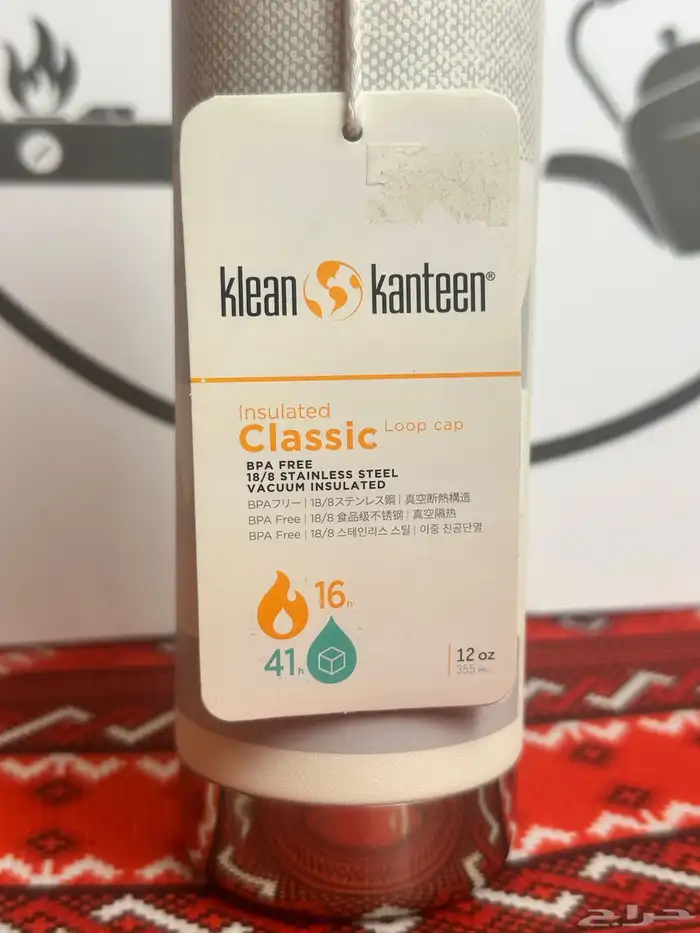 klean kanteen®
Insulated
Classic Loop cap
BPA FREE
18/8 STAINLESS STEEL
VACUUM INSULATED
BPAフリー | 18/8ステンレス鋼 | 真空断熱構造
BPA Free | 18/8 食品级不锈钢 | 真空隔热
BPA Free | 18/8 스테인리스 스틸 | 이중 진공단열
16h
41h
12 oz
355 mL
حراج